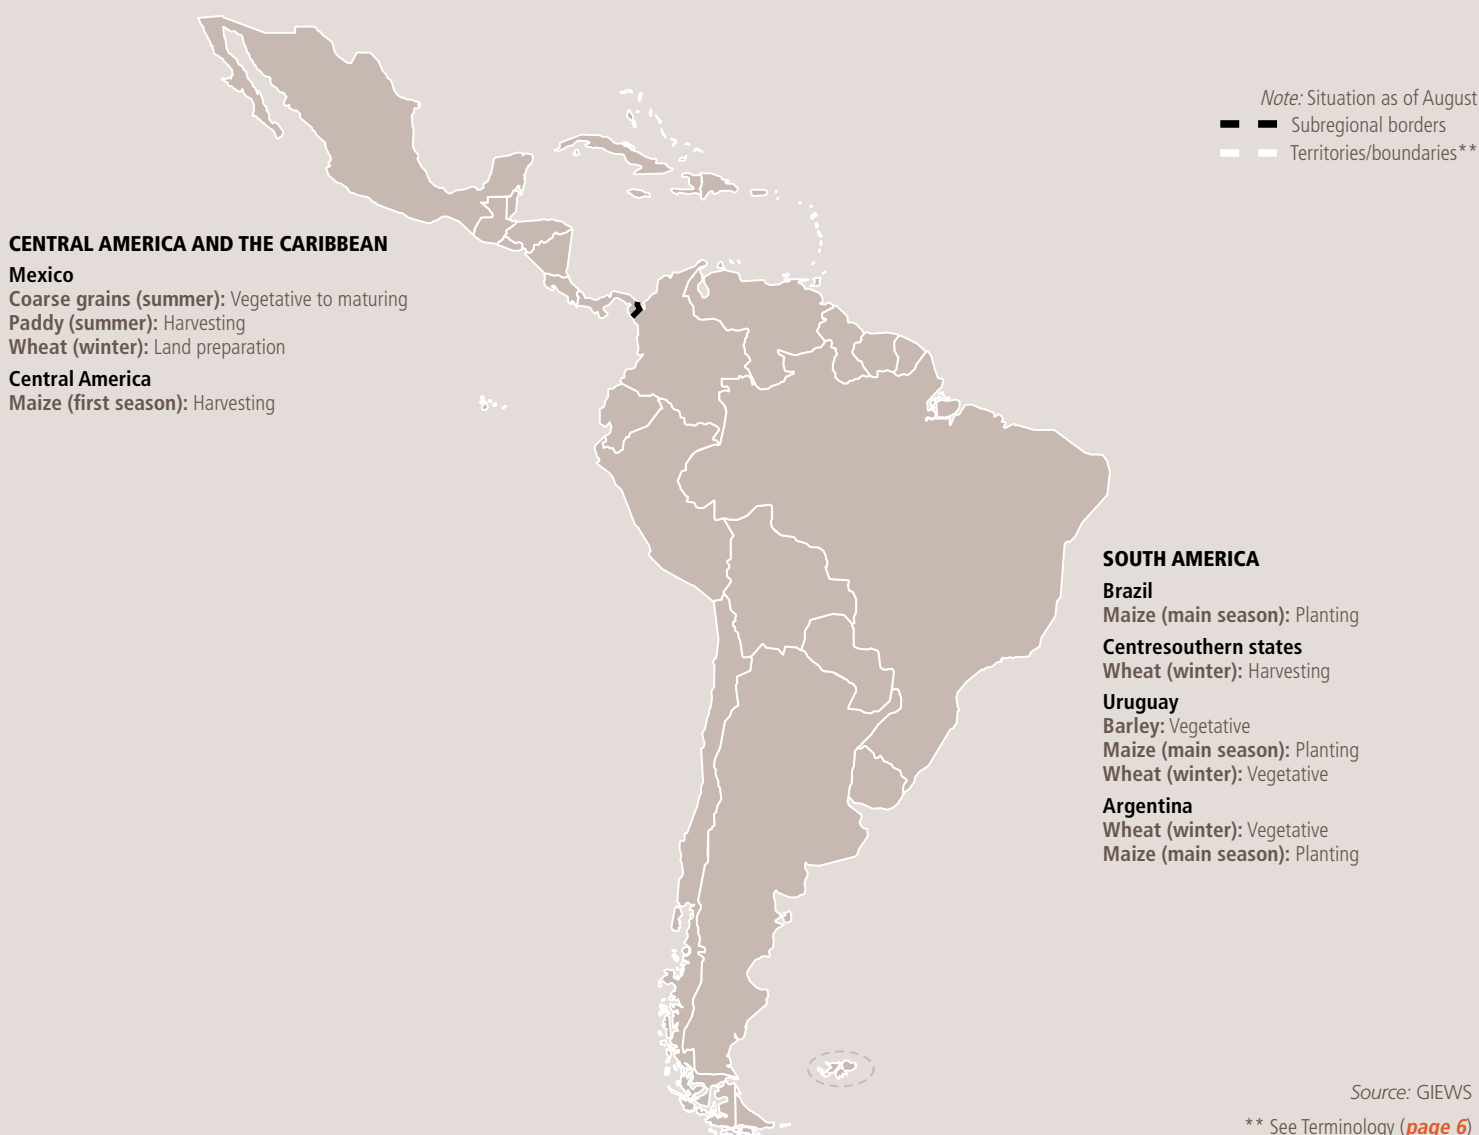 Note: Situation as of August
Subregional borders
Territories/boundaries**
CENTRAL AMERICA AND THE CARIBBEAN
Mexico
Coarse grains (summer): Vegetative to maturing
Paddy (summer): Harvesting
Wheat (winter): Land preparation
Central America
Maize (first season): Harvesting
SOUTH AMERICA
Brazil
Maize (main season): Planting
Centresouthern states
Wheat (winter): Harvesting
Uruguay
Barley: Vegetative
Maize (main season): Planting
Wheat (winter): Vegetative
Argentina
Wheat (winter): Vegetative
Maize (main season): Planting
Source: GIEWS
** See Terminology (page 6)